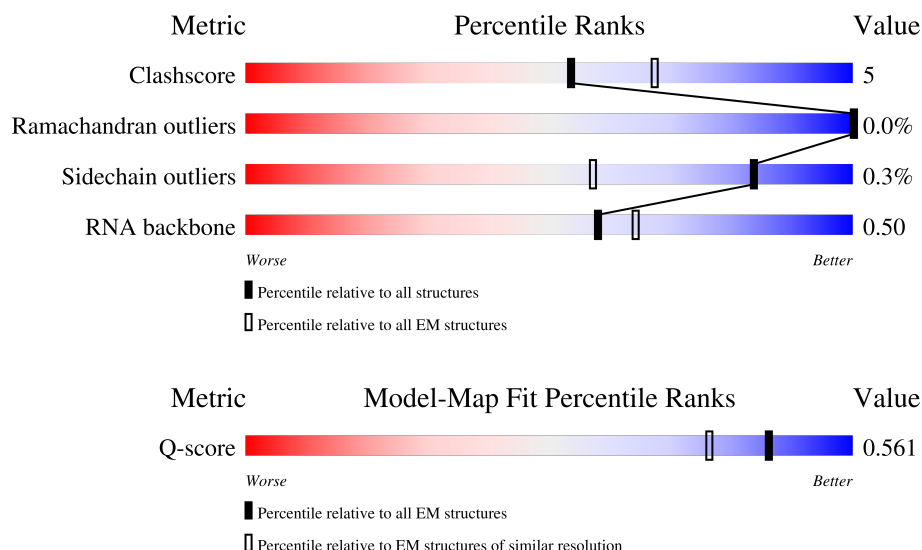 Metric Percentile Ranks Value
Clashscore 5
Ramachandran outliers 0.0%
Sidechain outliers 0.3%
RNA backbone 0.50
Worse Better
Percentile relative to all structures
Percentile relative to all EM structures
Metric Model-Map Fit Percentile Ranks Value
Q-score 0.561
Worse Better
Percentile relative to all EM structures
Percentile relative to EM structures of similar resolution